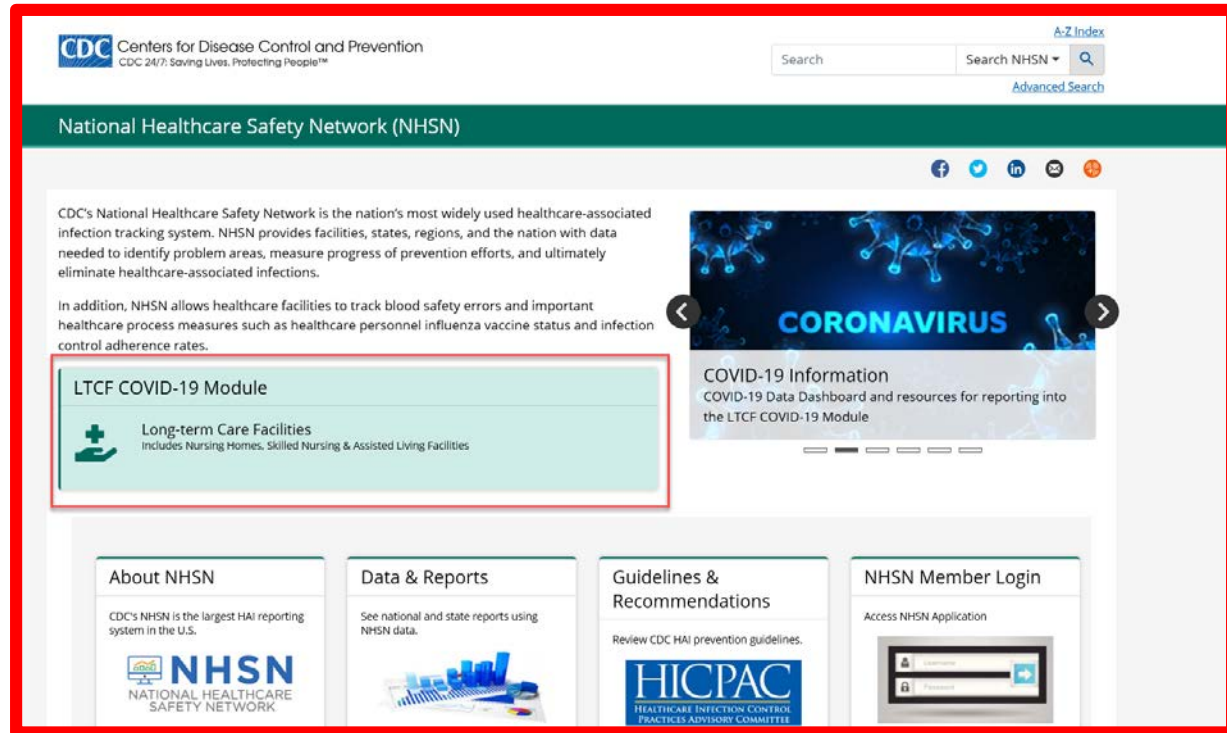 A-Z Index
CDC
Centers for Disease Control and Prevention
CDC 24/7: Saving Lives. Protecting People™
Search
Search NHSN
Advanced Search
National Healthcare Safety Network (NHSN)
CDC's National Healthcare Safety Network is the nation's most widely used healthcare-associated
infection tracking system. NHSN provides facilities, states, regions, and the nation with data
needed to identify problem areas, measure progress of prevention efforts, and ultimately
eliminate healthcare-associated infections.
In addition, NHSN allows healthcare facilities to track blood safety errors and important
healthcare process measures such as healthcare personnel influenza vaccine status and infection
control adherence rates.
CORONAVIRUS
COVID-19 Information
COVID-19 Data Dashboard and resources for reporting into
the LTCF COVID-19 Module
LTCF COVID-19 Module
Long-term Care Facilities
Includes Nursing Homes, Skilled Nursing & Assisted Living Facilities
About NHSN
CDC's NHSN is the largest HAI reporting
system in the U.S.
NHSN
NATIONAL HEALTHCARE
SAFETY NETWORK
Data & Reports
See national and state reports using
NHSN data.
Guidelines &
Recommendations
Review CDC HAI prevention guidelines.
HICPAC
HEALTHCARE INFECTION CONTROL
PRACTICES ADVISORY COMMITTEE
NHSN Member Login
Access NHSN Application
Username
Password